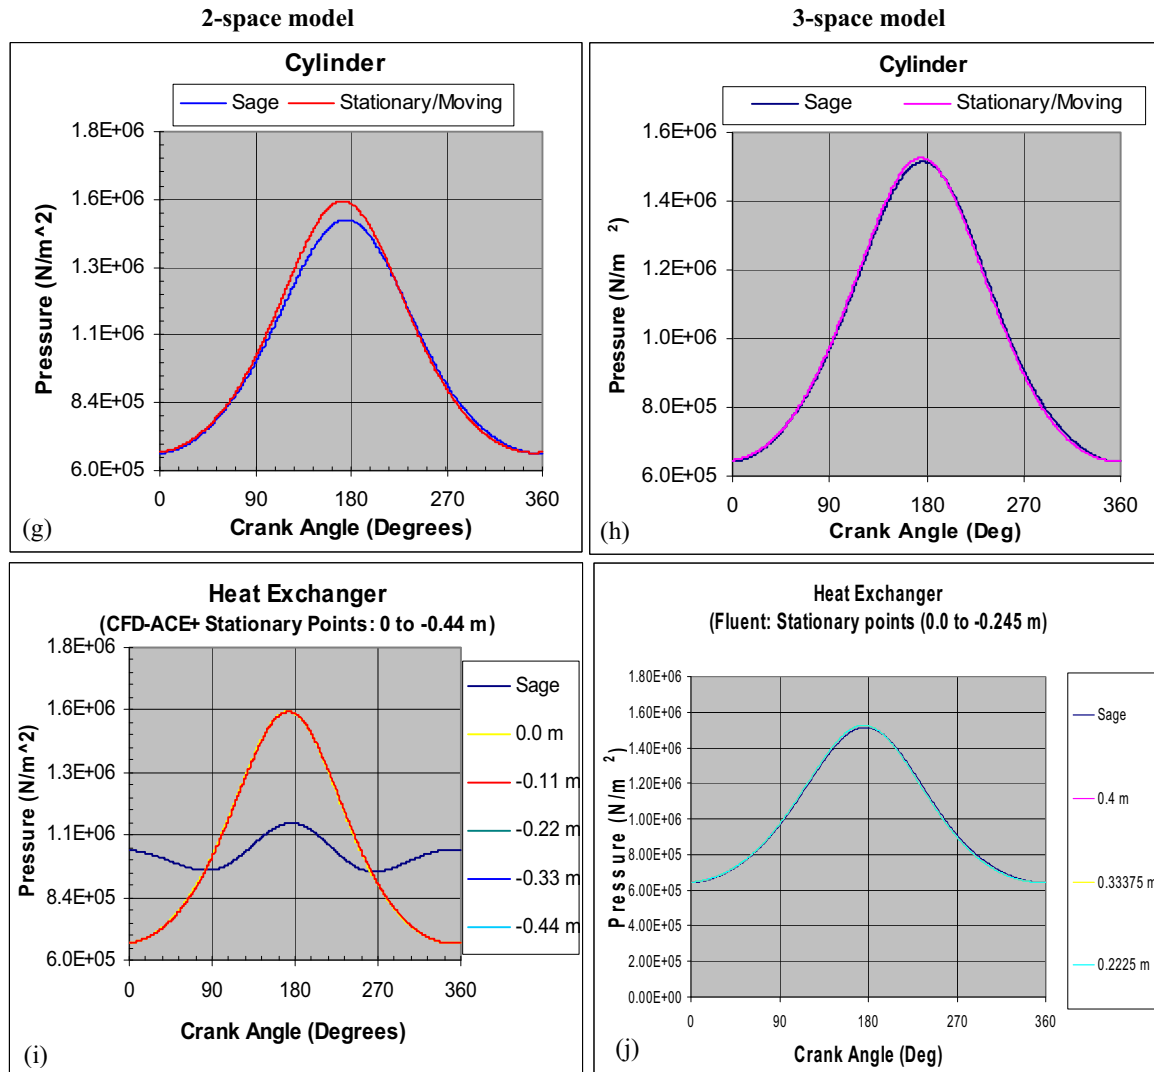 2-space model
3-space model
Cylinder
Sage
Stationary/Moving
Pressure (N/m^2)
1.8E+06
1.6E+06
1.3E+06
1.1E+06
8.4E+05
6.0E+05
0 90 180 270 360
Crank Angle (Degrees)
(g)
Cylinder
Sage
Stationary/Moving
Pressure (N/m 2)
1.6E+06
1.4E+06
1.2E+06
1.0E+06
8.0E+05
6.0E+05
0 90 180 270 360
Crank Angle (Deg)
(h)
Heat Exchanger
(CFD-ACE+ Stationary Points: 0 to -0.44 m)
Pressure (N/m^2)
1.8E+06
1.6E+06
1.3E+06
1.1E+06
8.4E+05
6.0E+05
0 90 180 270 360
Crank Angle (Degrees)
Sage
0.0 m
-0.11 m
-0.22 m
-0.33 m
-0.44 m
(i)
Heat Exchanger
(Fluent: Stationary points (0.0 to -0.245 m)
Pressure (N/m 2)
1.80E+06
1.60E+06
1.40E+06
1.20E+06
1.00E+06
8.00E+05
6.00E+05
4.00E+05
2.00E+05
0.00E+00
0 90 180 270 360
Crank Angle (Deg)
Sage
0.4 m
0.33375 m
0.2225 m
(j)